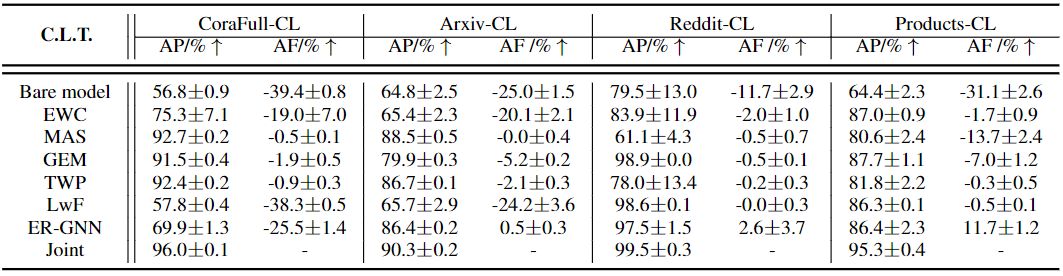 C.L.T. CoraFull-CL Arxiv-CL Reddit-CL Products-CL
AP/% ↑ AF/% ↑ AP/% ↑ AF /% ↑ AP/% ↑ AF /% ↑ AP/% ↑ AF /% ↑
Bare model 56.8±0.9 -39.4±0.8 64.8±2.5 -25.0±1.5 79.5±13.0 -11.7±2.9 64.4±2.3 -31.1±2.6
EWC 75.3±7.1 -19.0±7.0 65.4±2.3 -20.1±2.1 83.9±11.9 -2.0±1.0 87.0±0.9 -1.7±0.9
MAS 92.7±0.2 -0.5±0.1 88.5±0.5 -0.0±0.4 61.1±4.3 -0.5±0.7 80.6±2.4 -13.7±2.4
GEM 91.5±0.4 -1.9±0.5 79.9±0.3 -5.2±0.2 98.9±0.0 -0.5±0.1 87.7±1.1 -7.0±1.2
TWP 92.4±0.2 -0.9±0.3 86.7±0.1 -2.1±0.3 78.0±13.4 -0.2±0.3 81.8±2.2 -0.3±0.5
LwF 57.8±0.4 -38.3±0.5 65.7±2.9 -24.2±3.6 98.6±0.1 -0.0±0.3 86.3±0.1 -0.5±0.1
ER-GNN 69.9±1.3 -25.5±1.4 86.4±0.2 0.5±0.3 97.5±1.5 2.6±3.7 86.4±2.3 11.7±1.2
Joint 96.0±0.1 - 90.3±0.2 - 99.5±0.3 - 95.3±0.4 -